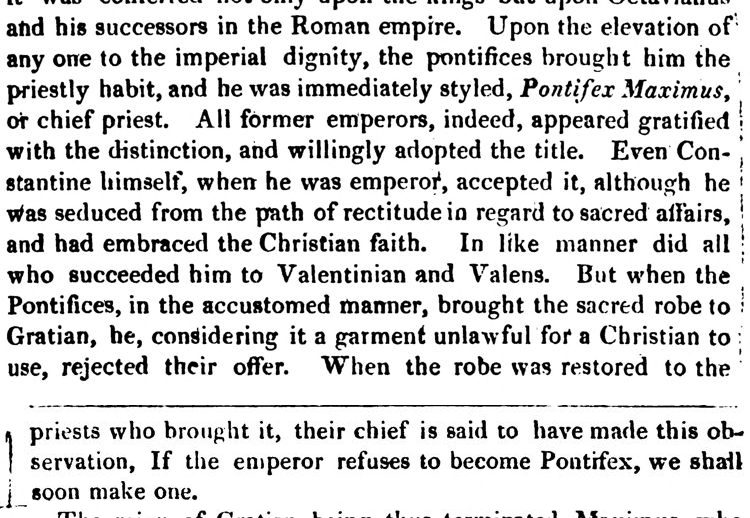 and his successors in the Roman empire. Upon the elevation of
any one to the imperial dignity, the pontifices brought him the
priestly habit, and he was immediately styled, Pontifex Maximus,
or chief priest. All former emperors, indeed, appeared gratified
with the distinction, and willingly adopted the title. Even Con-
stantine himself, when he was emperor, accepted it, although he
was seduced from the path of rectitude in regard to sacred affairs,
and had embraced the Christian faith. In like manner did all
who succeeded him to Valentinian and Valens. But when the
Pontifices, in the accustomed manner, brought the sacred robe to
Gratian, he, considering it a garment unlawful for a Christian to
use, rejected their offer. When the robe was restored to the
priests who brought it, their chief is said to have made this ob-
servation, If the emperor refuses to become Pontifex, we shall
soon make one.